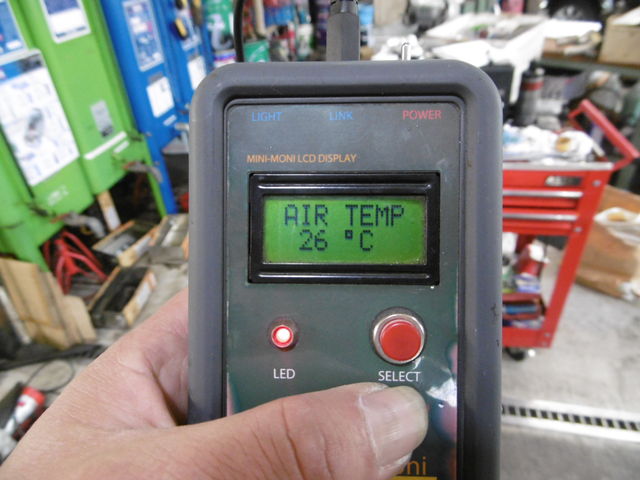 LIGHT LINK POWER
MINI-MONI LCD DISPLAY
AIR TEMP
26 °C
LED SELECT